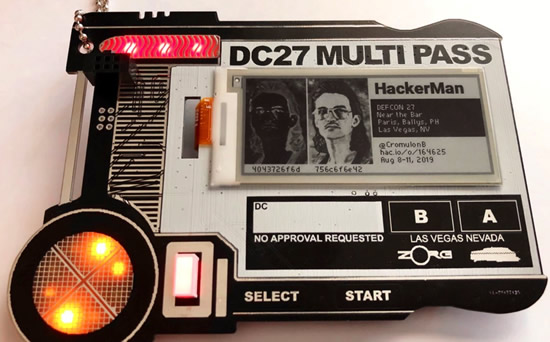 DC27 MULTI PASS
HackerMan
DEFCON 27
Near the Bar
Paris, Ballys, PH
Las Vegas, NV
@CromulonB
hac.io/o/164625
Aug 8-11, 2019
4043726f6d 756c6f6e42
DC
B A
NO APPROVAL REQUESTED
LAS VEGAS NEVADA
ZORG
SELECT START